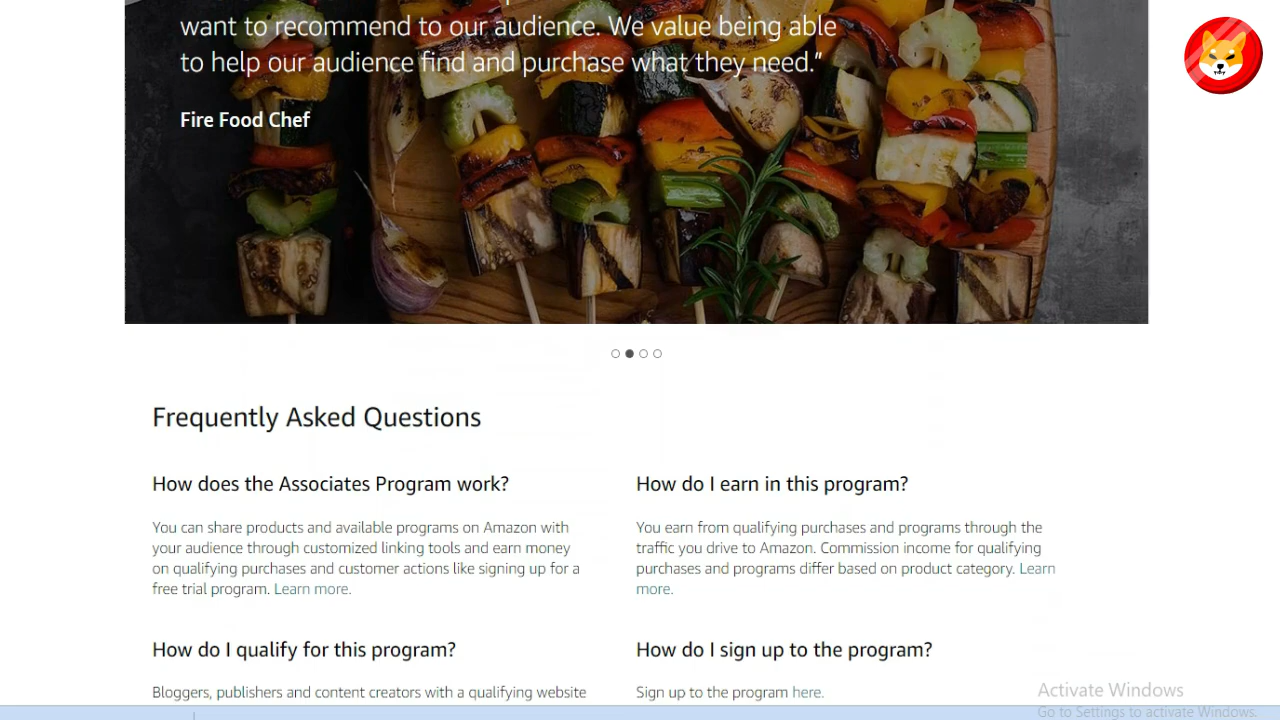 want to recommend to our audience. We value being able
to help our audience find and purchase what they need.”
Fire Food Chef
Frequently Asked Questions
How does the Associates Program work?
You can share products and available programs on Amazon with
your audience through customized linking tools and earn money
on qualifying purchases and customer actions like signing up for a
free trial program. Learn more.
How do I earn in this program?
You earn from qualifying purchases and programs through the
traffic you drive to Amazon. Commission income for qualifying
purchases and programs differ based on product category. Learn
more.
How do I qualify for this program?
Bloggers, publishers and content creators with a qualifying website
How do I sign up to the program?
Sign up to the program here.
Activate Windows
Go to Settings to activate Windows.